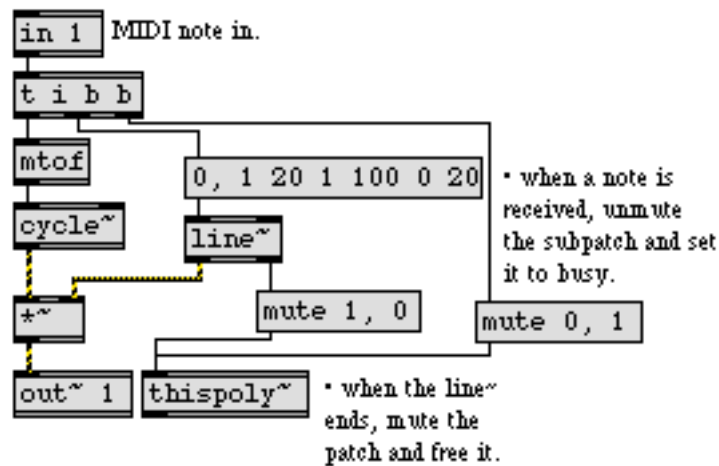 in 1
MIDI note in.
t i b b
mtof
0, 1 20 1 100 0 20
cycle~
line~
• when a note is
received, unmute
the subpatch and set
it to busy.
*~
mute 1, 0
mute 0, 1
out~ 1
thispoly~
• when the line~
ends, mute the
patch and free it.